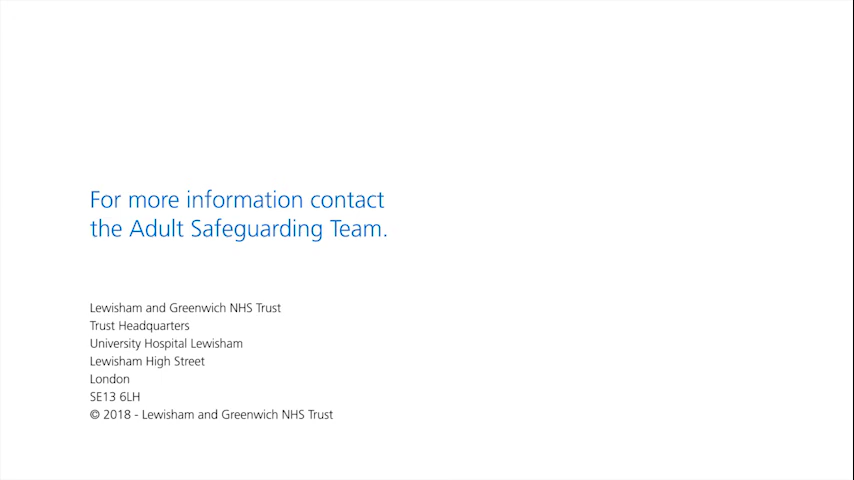 For more information contact
the Adult Safeguarding Team.
Lewisham and Greenwich NHS Trust
Trust Headquarters
University Hospital Lewisham
Lewisham High Street
London
SE13 6LH
© 2018 - Lewisham and Greenwich NHS Trust